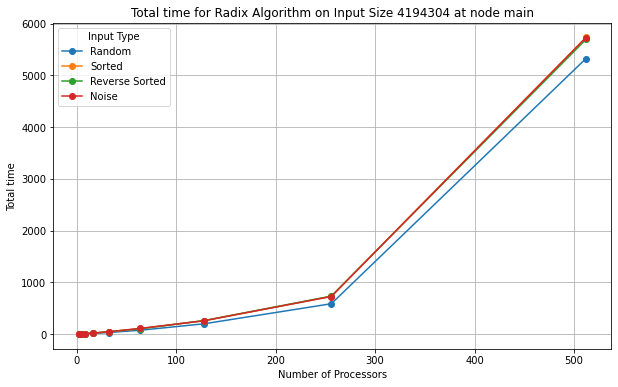 Total time for Radix Algorithm on Input Size 4194304 at node main
Input Type
Random
Sorted
Reverse Sorted
Noise
Total time
6000
5000
4000
3000
2000
1000
0
0 100 200 300 400 500
Number of Processors